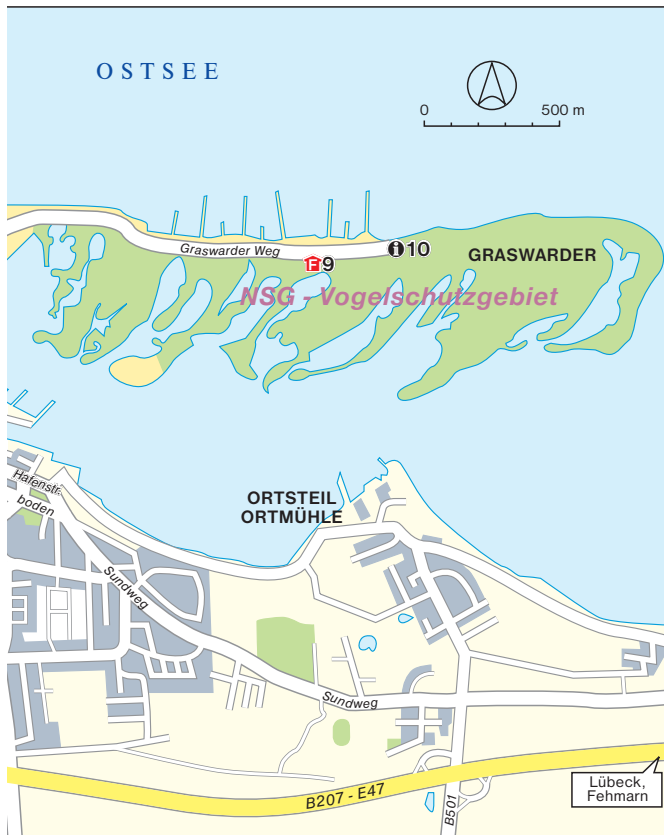 OSTSEE
0 500 m
Graswarder Weg
10
GRASWARDER
F 9
NSG - Vogelschutzgebiet
Hafenstr.
boden
ORTSTEIL
ORTMÜHLE
Sundweg
Sundweg
B207 - E47
B501
Lübeck,
Fehmarn